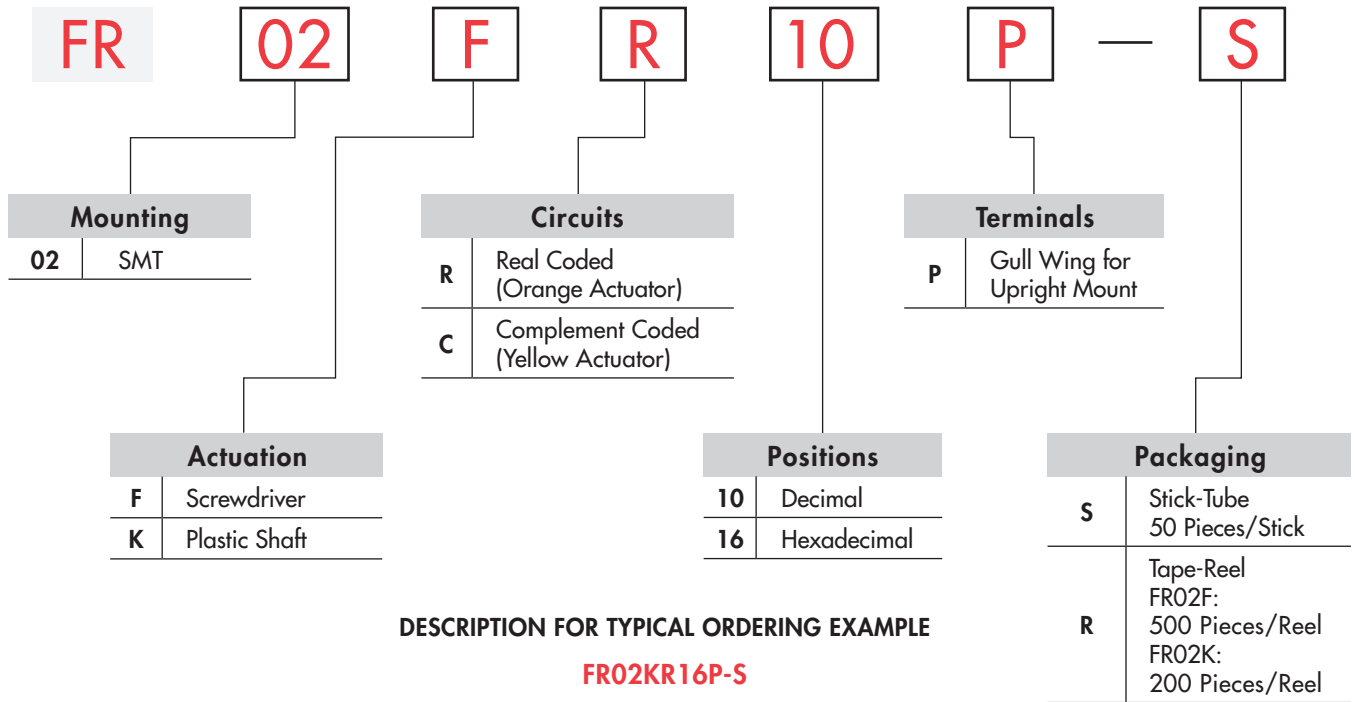 FR 02 F R 10 P — S
Mounting
02 SMT
Circuits
R Real Coded
(Orange Actuator)
C Complement Coded
(Yellow Actuator)
Terminals
P Gull Wing for
Upright Mount
Actuation
F Screwdriver
K Plastic Shaft
Positions
10 Decimal
16 Hexadecimal
Packaging
S Stick-Tube
50 Pieces/Stick
R Tape-Reel
FR02F:
500 Pieces/Reel
FR02K:
200 Pieces/Reel
DESCRIPTION FOR TYPICAL ORDERING EXAMPLE
FR02KR16P-S